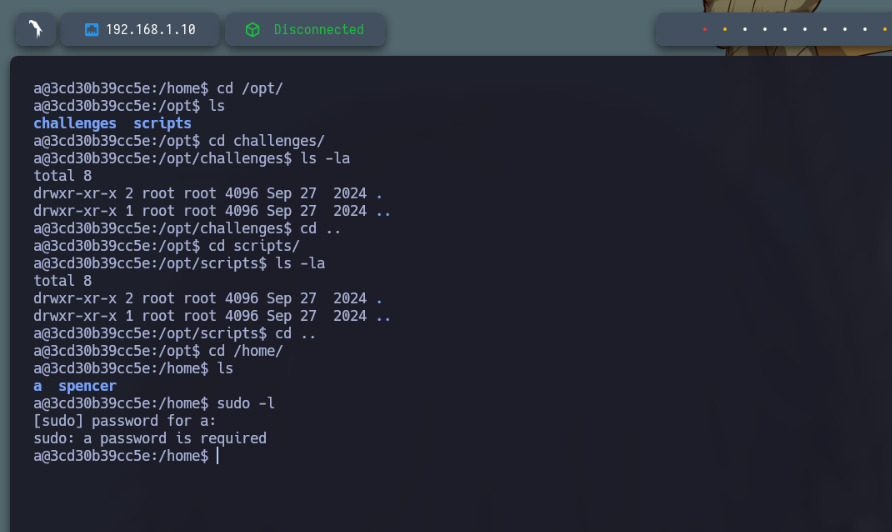 192.168.1.10
Disconnected
a@3cd30b39cc5e:/home$ cd /opt/
a@3cd30b39cc5e:/opt$ ls
challenges  scripts
a@3cd30b39cc5e:/opt$ cd challenges/
a@3cd30b39cc5e:/opt/challenges$ ls -la
total 8
drwxr-xr-x 2 root root 4096 Sep 27  2024 .
drwxr-xr-x 1 root root 4096 Sep 27  2024 ..
a@3cd30b39cc5e:/opt/challenges$ cd ..
a@3cd30b39cc5e:/opt$ cd scripts/
a@3cd30b39cc5e:/opt/scripts$ ls -la
total 8
drwxr-xr-x 2 root root 4096 Sep 27  2024 .
drwxr-xr-x 1 root root 4096 Sep 27  2024 ..
a@3cd30b39cc5e:/opt/scripts$ cd ..
a@3cd30b39cc5e:/opt$ cd /home/
a@3cd30b39cc5e:/home$ ls
a  spencer
a@3cd30b39cc5e:/home$ sudo -l
[sudo] password for a:
sudo: a password is required
a@3cd30b39cc5e:/home$